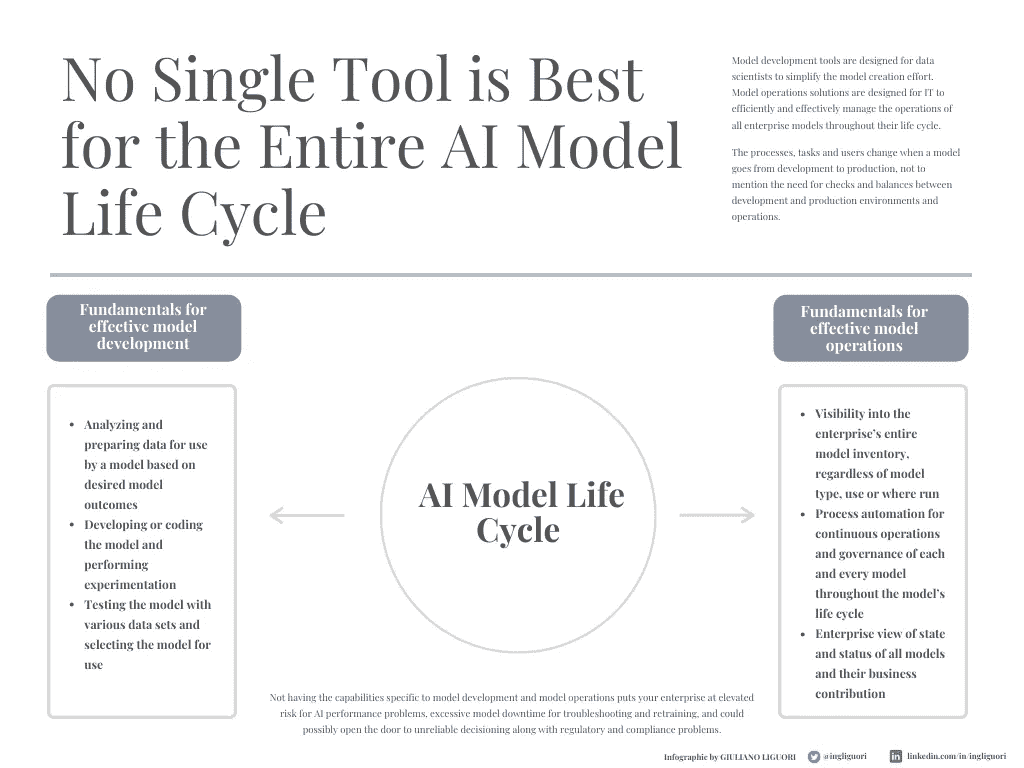 No Single Tool is Best
for the Entire AI Model
Life Cycle
Model development tools are designed for data
scientists to simplify the model creation effort.
Model operations solutions are designed for IT to
efficiently and effectively manage the operations of
all enterprise models throughout their life cycle.
The processes, tasks and users change when a model
goes from development to production, not to
mention the need for checks and balances between
development and production environments and
operations.
Fundamentals for
effective model
development
• Analyzing and
preparing data for use
by a model based on
desired model
outcomes
• Developing or coding
the model and
performing
experimentation
• Testing the model with
various data sets and
selecting the model for
use
AI Model Life
Cycle
Fundamentals for
effective model
operations
• Visibility into the
enterprise's entire
model inventory,
regardless of model
type, use or where run
• Process automation for
continuous operations
and governance of each
and every model
throughout the model's
life cycle
• Enterprise view of state
and status of all models
and their business
contribution
Not having the capabilities specific to model development and model operations puts your enterprise at elevated
risk for AI performance problems, excessive model downtime for troubleshooting and retraining, and could
possibly open the door to unreliable decisioning along with regulatory and compliance problems.
Infographic by GIULIANO LIGUORI @ingliguori in linkedin.com/in/ingliguori